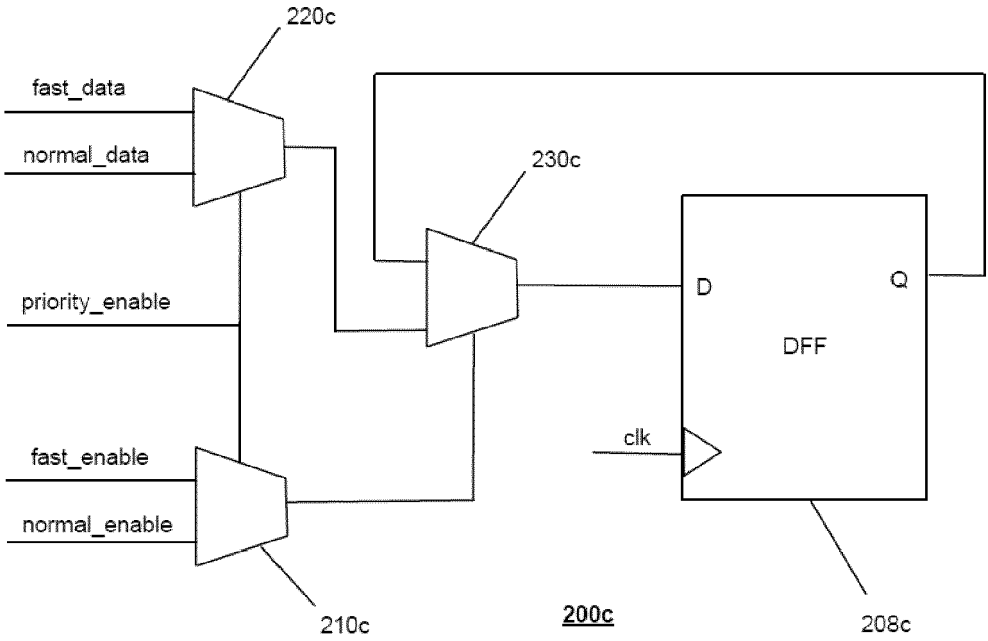 220c
fast_data
normal_data
230c
priority_enable
D
Q
DFF
clk
fast_enable
normal_enable
210c
200c
208c